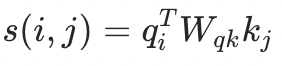 s(i, j) = q_i^T W_{qk} k_j